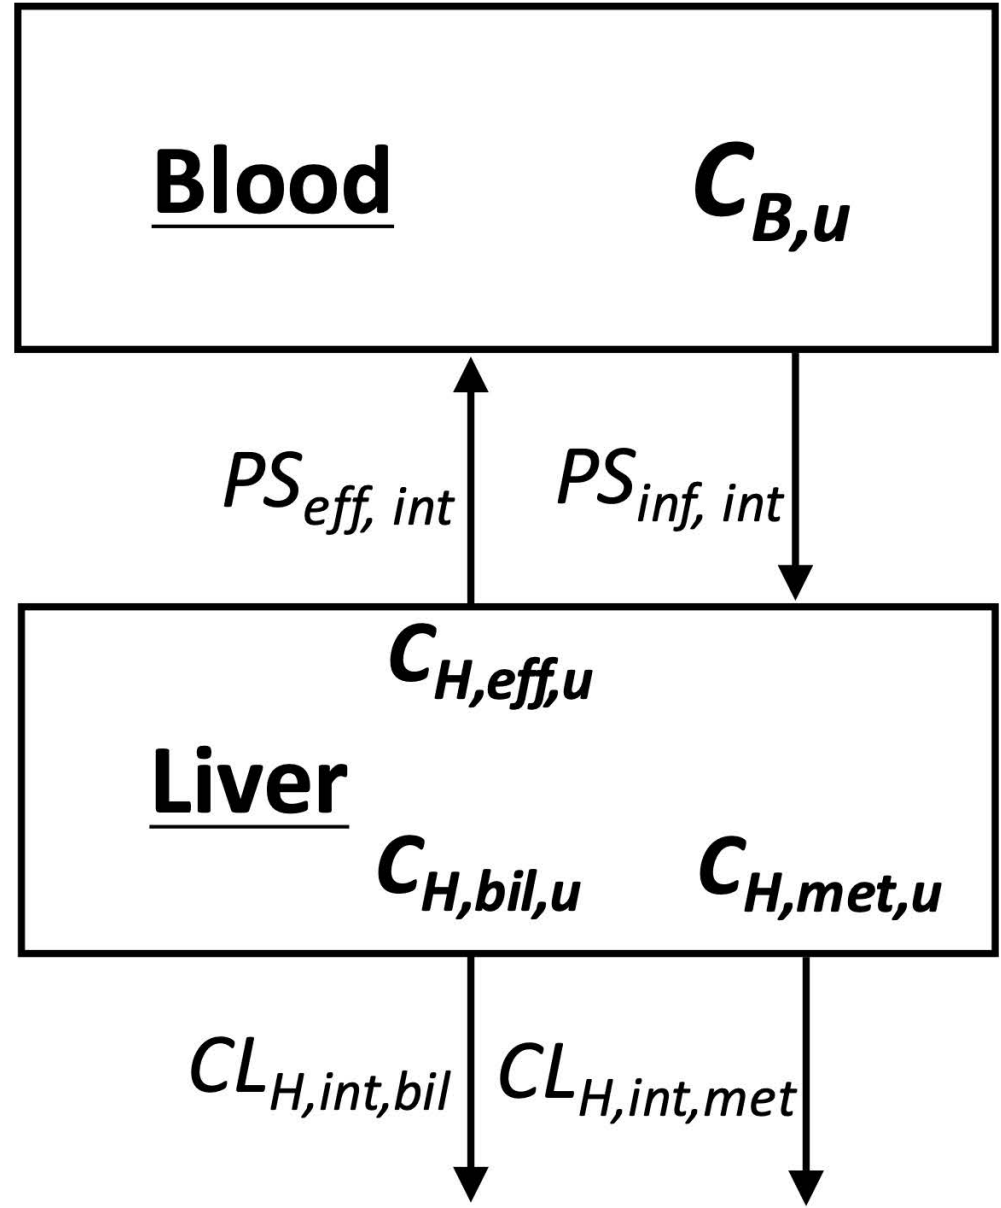 Blood C_B,u
PS_eff, int PS_inf, int
C_H,eff,u
Liver
C_H,bil,u C_H,met,u
CL_H,int,bil CL_H,int,met